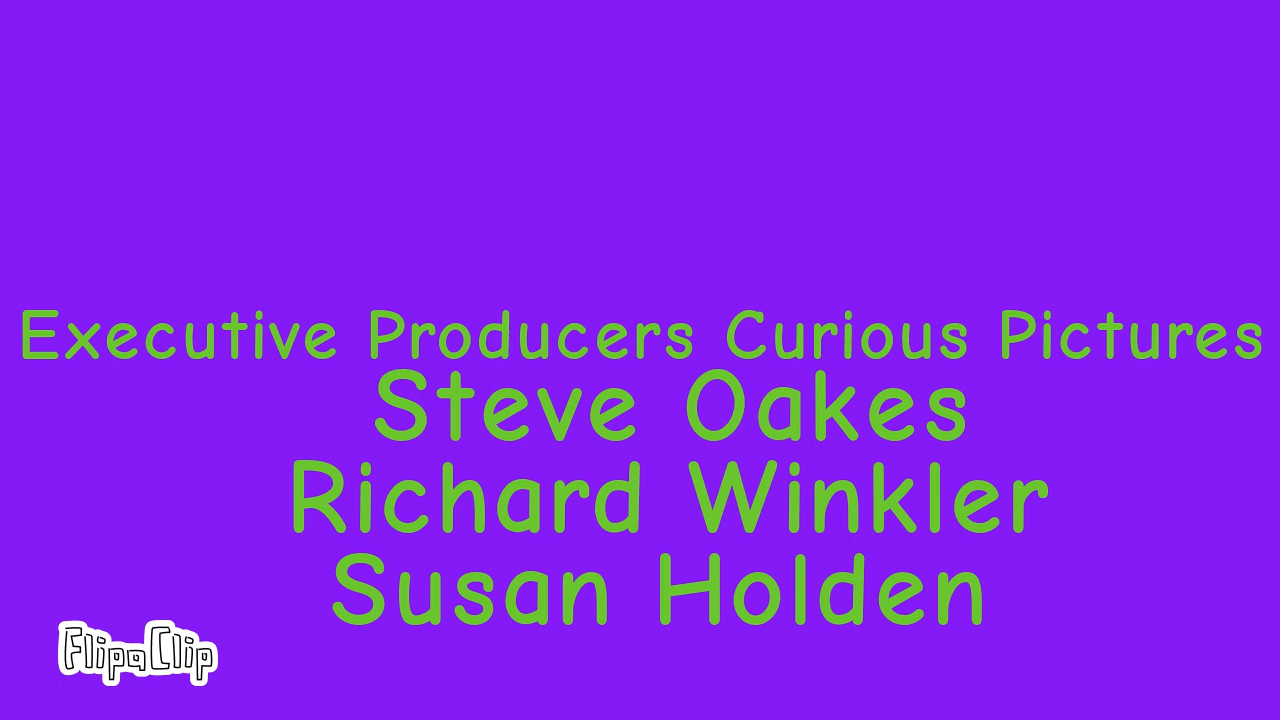 Executive Producers Curious Pictures
Steve Oakes
Richard Winkler
Susan Holden
FlipaClip